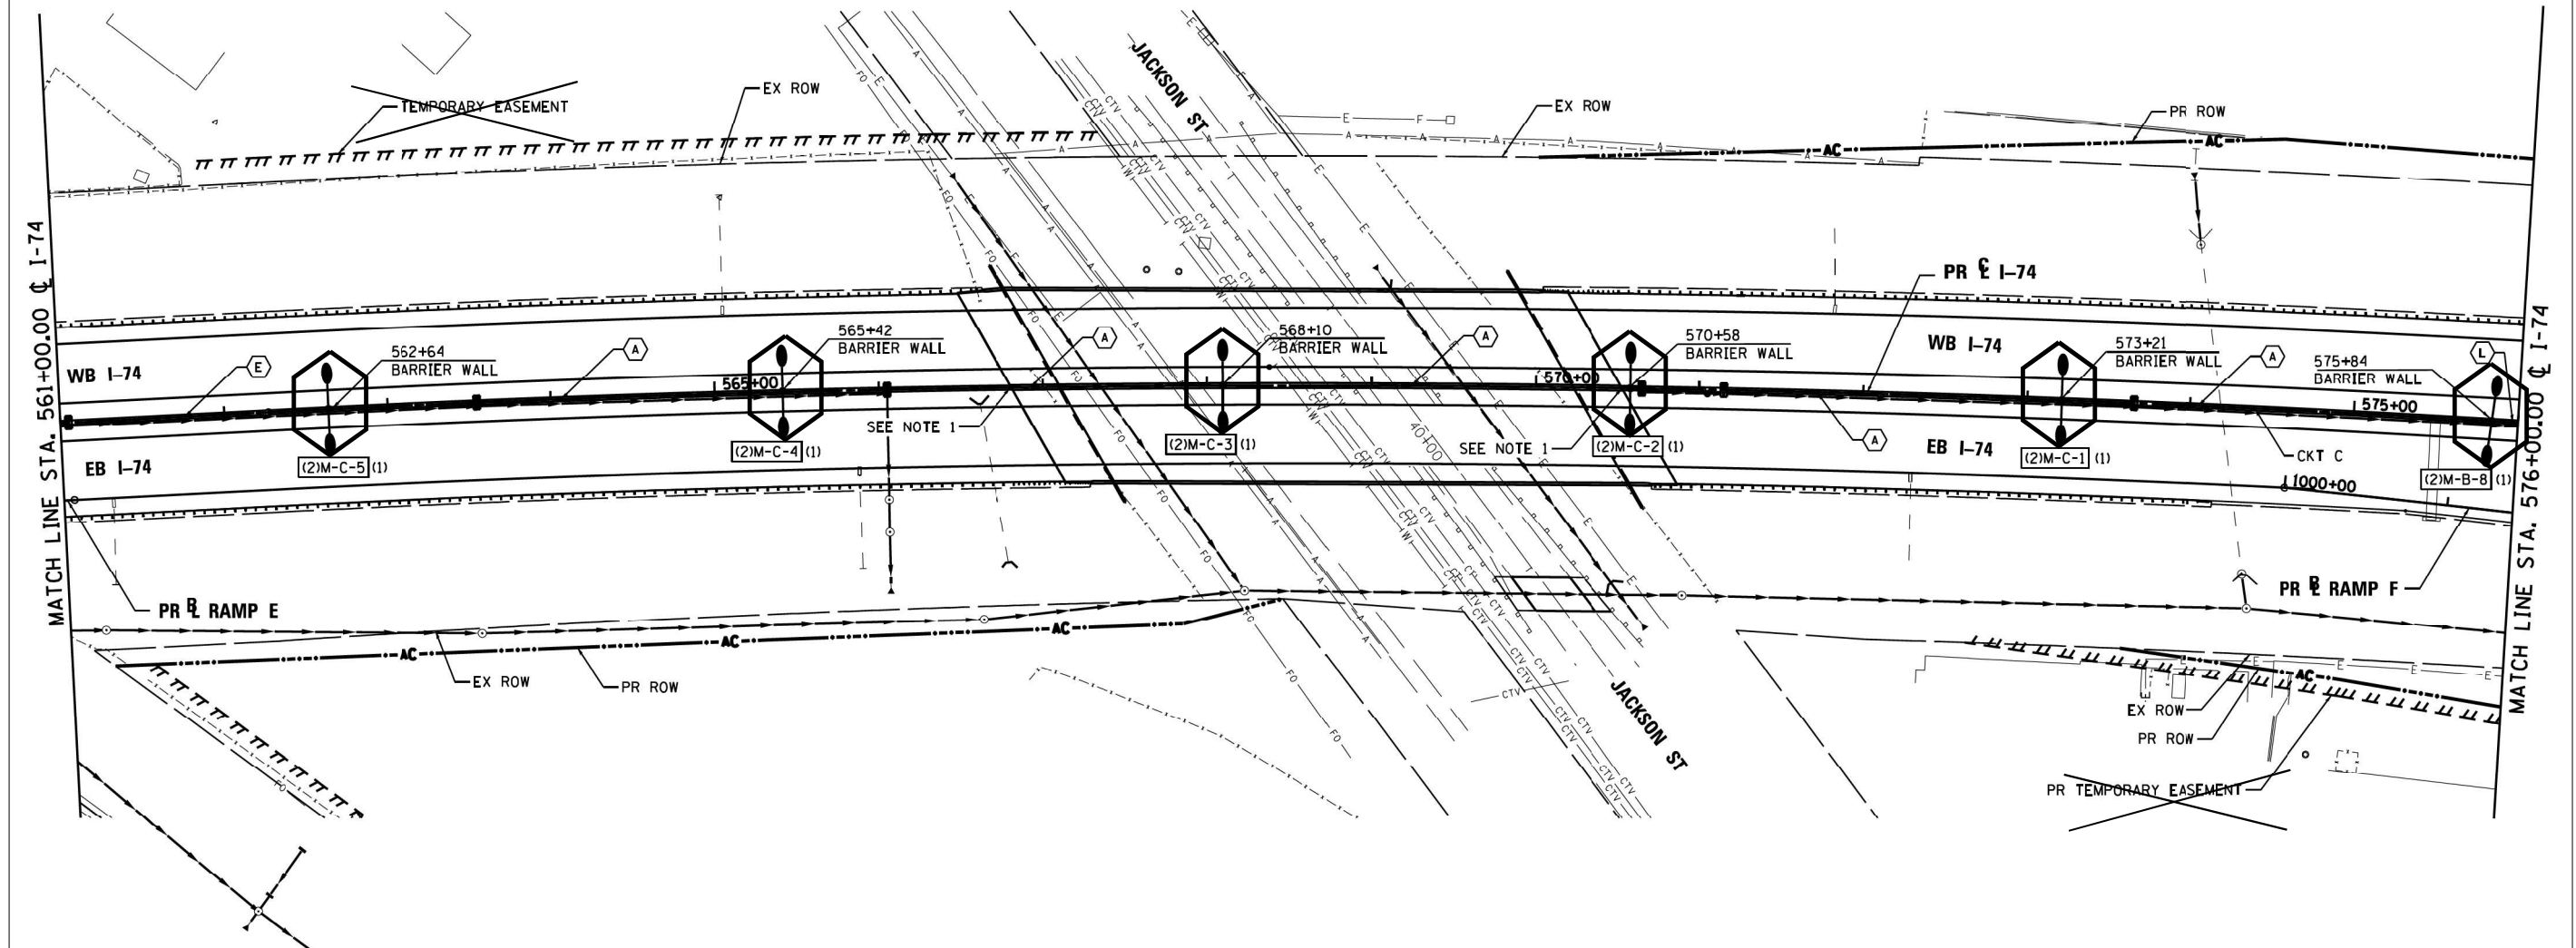 JACKSON ST
TEMPORARY EASEMENT
EX ROW
EX ROW
PR ROW
AC
AC
MATCH LINE STA. 561+00.00 ℄ I-74
MATCH LINE STA. 576+00.00 ℄ I-74
PR ℄ I-74
WB I-74
E
562+64
BARRIER WALL
A
565+00
565+42
BARRIER WALL
A
568+10
BARRIER WALL
A
570+00
570+58
BARRIER WALL
WB I-74
573+21
BARRIER WALL
A
575+84
BARRIER WALL
L
575+00
SEE NOTE 1
SEE NOTE 1
A
40+00
EB I-74
EB I-74
(2)M-C-5 (1)
(2)M-C-4 (1)
(2)M-C-3 (1)
(2)M-C-2 (1)
(2)M-C-1 (1)
CKT C
(2)M-B-8 (1)
1000+00
PR BL RAMP E
PR BL RAMP F
AC
AC
AC
EX ROW
PR ROW
JACKSON ST
AC
EX ROW
PR ROW
PR TEMPORARY EASEMENT
CTV
FO